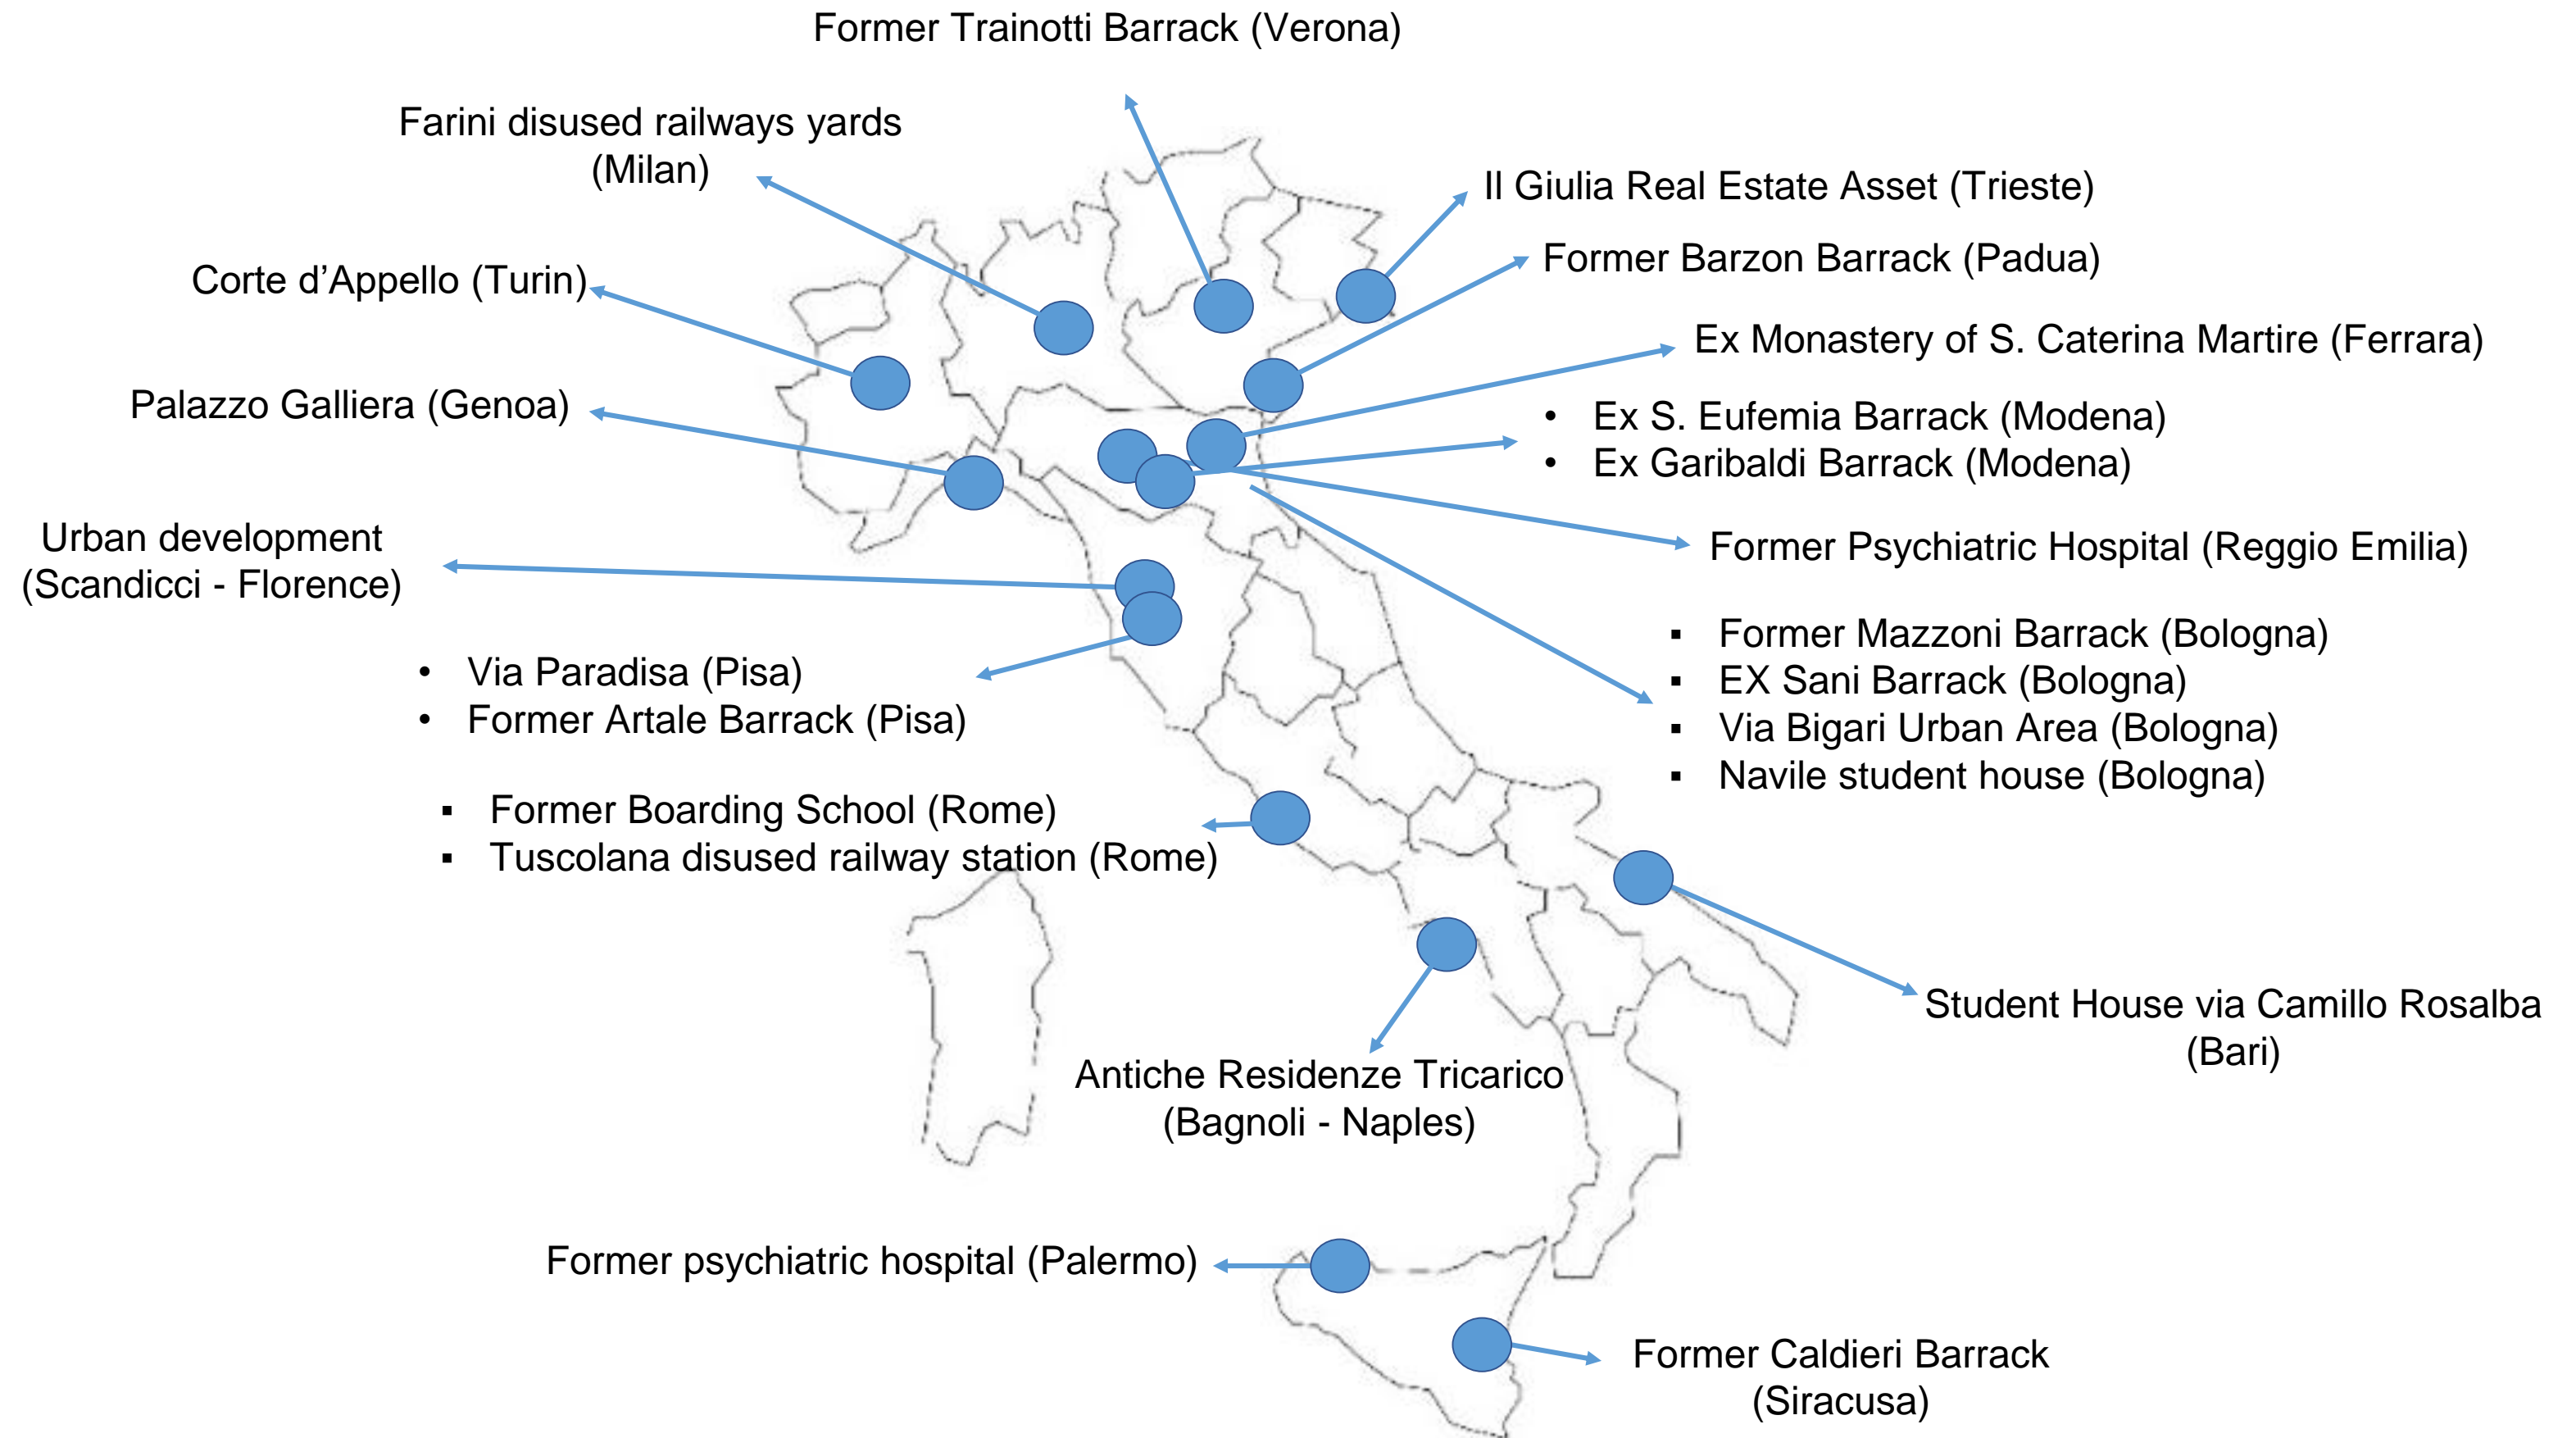 Former Trainotti Barrack (Verona)
Farini disused railways yards
(Milan)
Il Giulia Real Estate Asset (Trieste)
Former Barzon Barrack (Padua)
Corte d’Appello (Turin)
Ex Monastery of S. Caterina Martire (Ferrara)
Palazzo Galliera (Genoa)
• Ex S. Eufemia Barrack (Modena)
• Ex Garibaldi Barrack (Modena)
Urban development
(Scandicci - Florence)
Former Psychiatric Hospital (Reggio Emilia)
• Via Paradisa (Pisa)
• Former Artale Barrack (Pisa)
▪ Former Mazzoni Barrack (Bologna)
▪ EX Sani Barrack (Bologna)
▪ Via Bigari Urban Area (Bologna)
▪ Navile student house (Bologna)
▪ Former Boarding School (Rome)
▪ Tuscolana disused railway station (Rome)
Student House via Camillo Rosalba
(Bari)
Antiche Residenze Tricarico
(Bagnoli - Naples)
Former psychiatric hospital (Palermo)
Former Caldieri Barrack
(Siracusa)